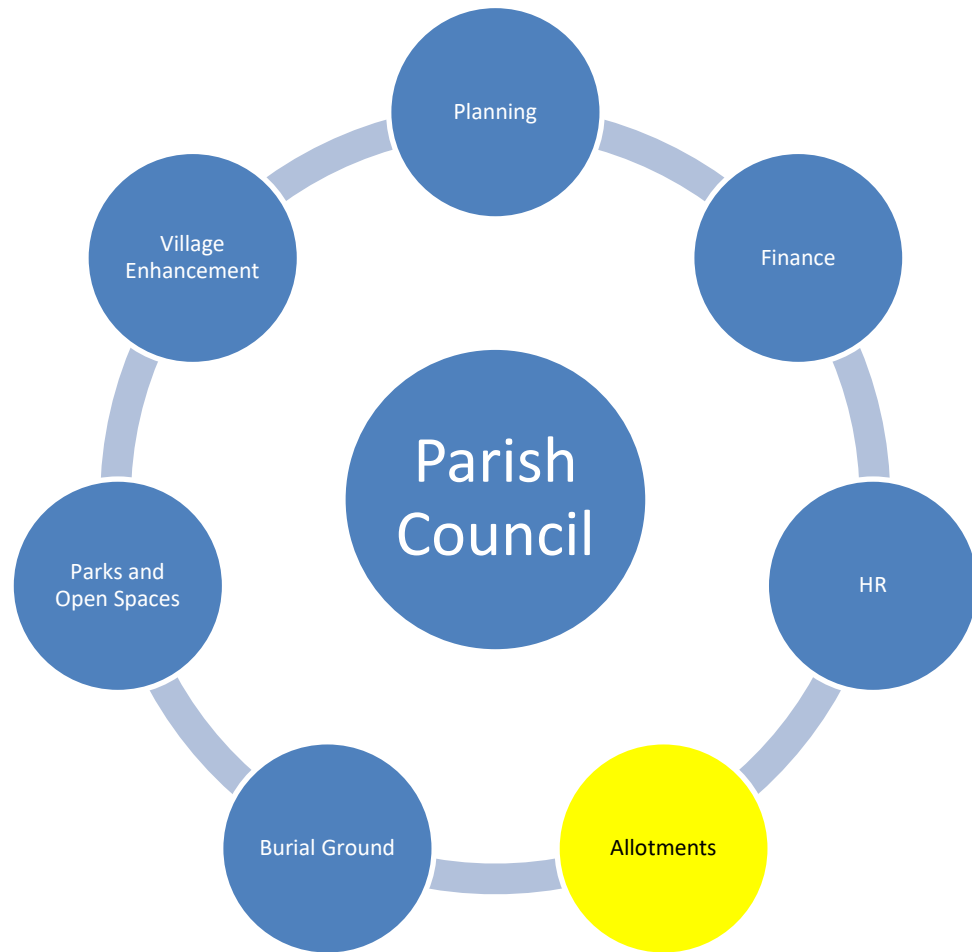 Planning
Finance
HR
Allotments
Burial Ground
Parks and
Open Spaces
Village
Enhancement
Parish
Council